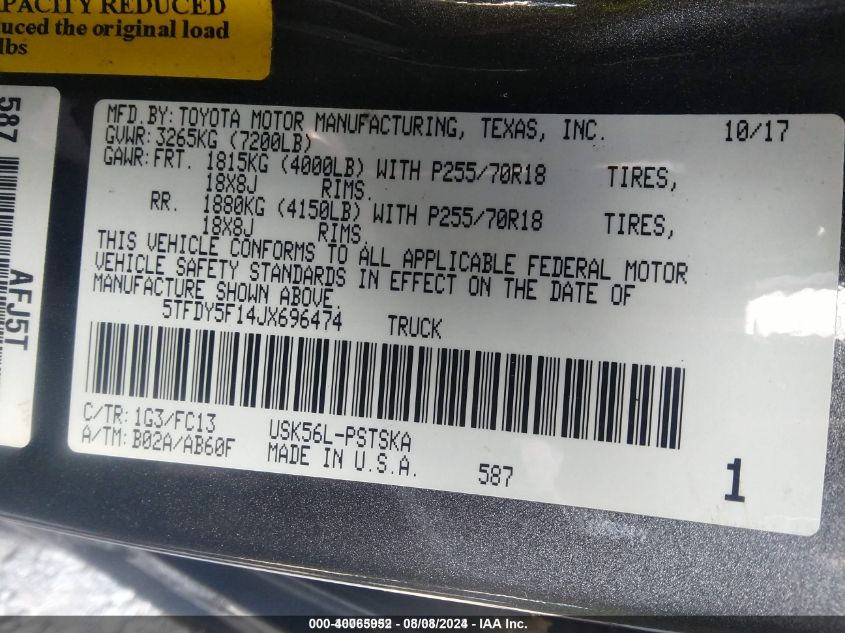 CAPACITY REDUCED
uced the original load
lbs
587
AFJ5T
MFD.BY:TOYOTA MOTOR MANUFACTURING, TEXAS, INC. 10/17
GVWR:3265KG (7200LB)
GAWR:FRT. 1815KG (4000LB) WITH P255/70R18 TIRES,
18X8J RIMS.
RR. 1880KG (4150LB) WITH P255/70R18 TIRES,
18X8J RIMS.
THIS VEHICLE CONFORMS TO ALL APPLICABLE FEDERAL MOTOR
VEHICLE SAFETY STANDARDS IN EFFECT ON THE DATE OF
MANUFACTURE SHOWN ABOVE.
5TFDY5F14JX696474 TRUCK
C/TR:1G3/FC13 USK56L-PSTSKA
A/TM:B02A/AB60F MADE IN U.S.A. 587 1
000-40065952 - 08/08/2024 - IAA Inc.